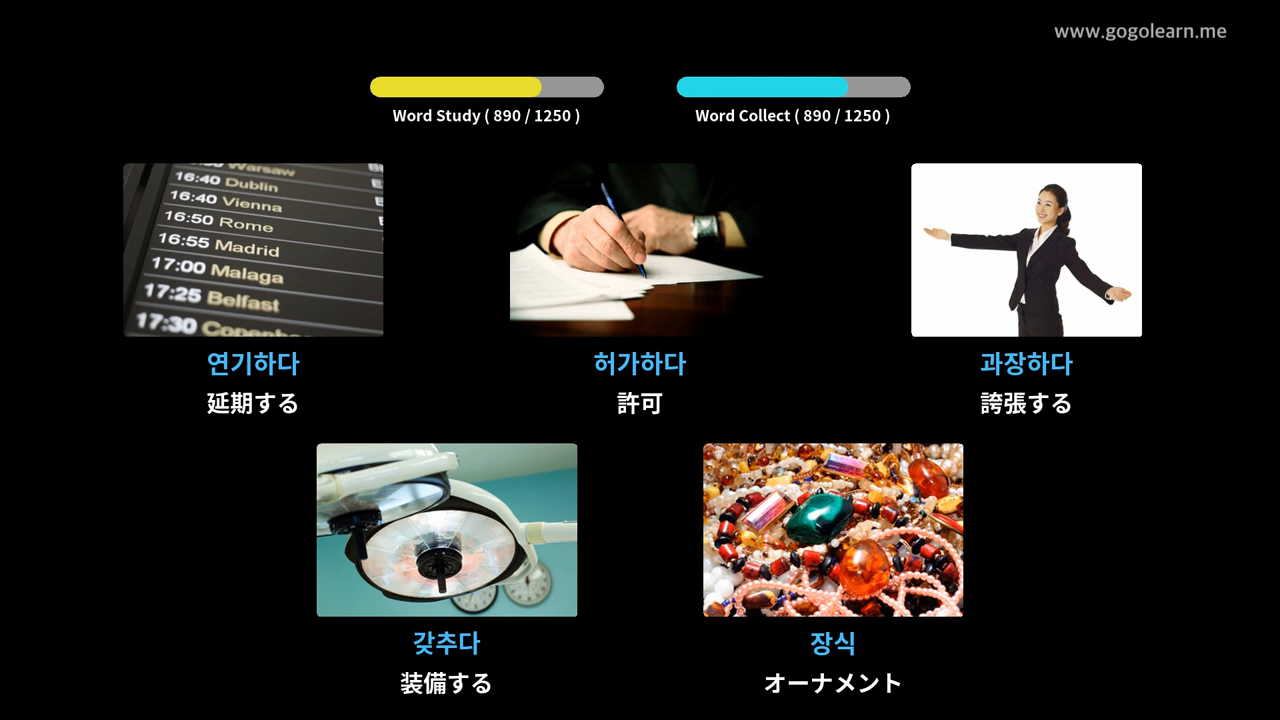 www.gogolearn.me
Word Study ( 890 / 1250 )
Word Collect ( 890 / 1250 )
Warsaw
16:40 Dublin
16:40 Vienna
16:50 Rome
16:55 Madrid
17:00 Malaga
17:25 Belfast
17:30
연기하다
延期する
허가하다
許可
과장하다
誇張する
갖추다
装備する
장식
オーナメント